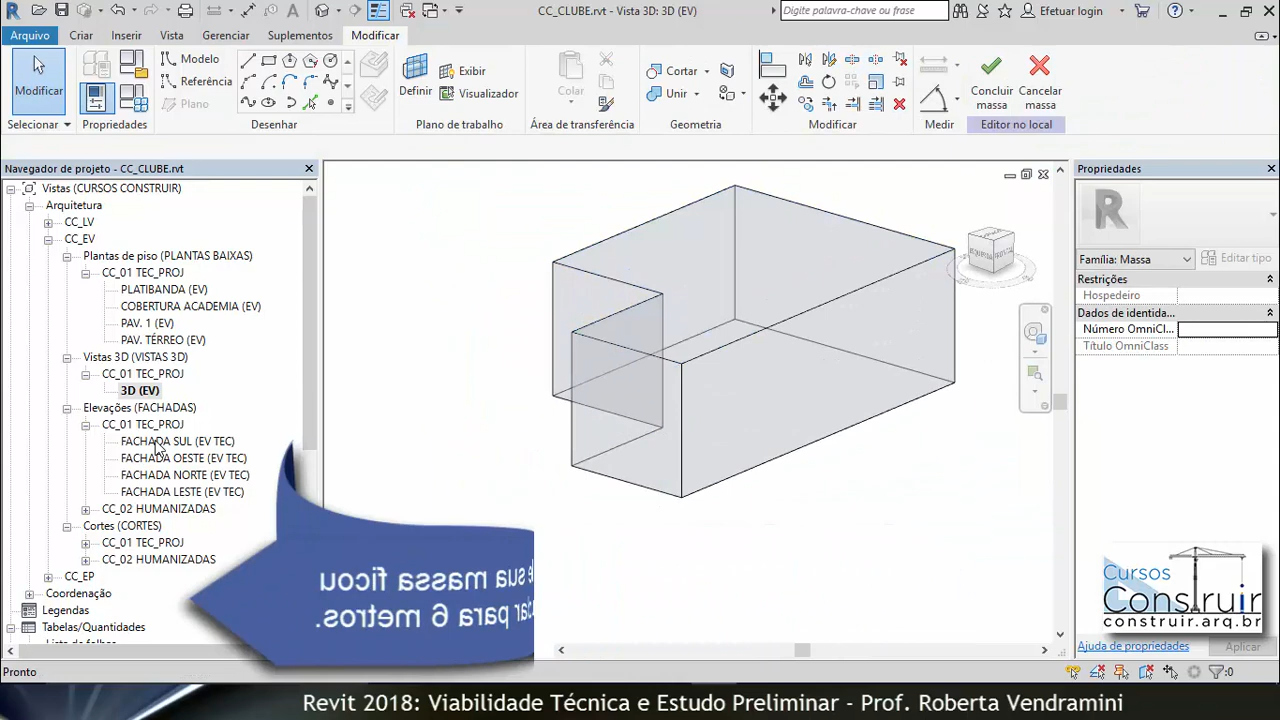 CC_CLUBE.rvt - Vista 3D: 3D (EV)
Digite palavra-chave ou frase
Efetuar login
Arquivo Criar Inserir Vista Gerenciar Suplementos Modificar
Modificar
Selecionar
Propriedades
Modelo
Referência
Plano
Desenhar
Definir
Exibir
Visualizador
Plano de trabalho
Colar
Área de transferência
Cortar
Unir
Geometria
Modificar
Medir
Concluir massa
Cancelar massa
Editor no local
Navegador de projeto - CC_CLUBE.rvt
Vistas (CURSOS CONSTRUIR)
Arquitetura
CC_LV
CC_EV
Plantas de piso (PLANTAS BAIXAS)
CC_01 TEC_PROJ
PLATIBANDA (EV)
COBERTURA ACADEMIA (EV)
PAV. 1 (EV)
PAV. TÉRREO (EV)
Vistas 3D (VISTAS 3D)
CC_01 TEC_PROJ
3D (EV)
Elevações (FACHADAS)
CC_01 TEC_PROJ
FACHADA SUL (EV TEC)
FACHADA OESTE (EV TEC)
FACHADA NORTE (EV TEC)
FACHADA LESTE (EV TEC)
CC_02 HUMANIZADAS
Cortes (CORTES)
CC_01 TEC_PROJ
CC_02 HUMANIZADAS
CC_EP
Coordenação
Legendas
Tabelas/Quantidades
sua massa ficou
para 6 metros.
Propriedades
Família: Massa
Editar tipo
Restrições
Hospedeiro
Dados de identida...
Número OmniCl...
Título OmniClass
Cursos
Construir
construir.arq.br
Ajuda de propriedades
Aplicar
Pronto
:0
Revit 2018: Viabilidade Técnica e Estudo Preliminar - Prof. Roberta Vendramini